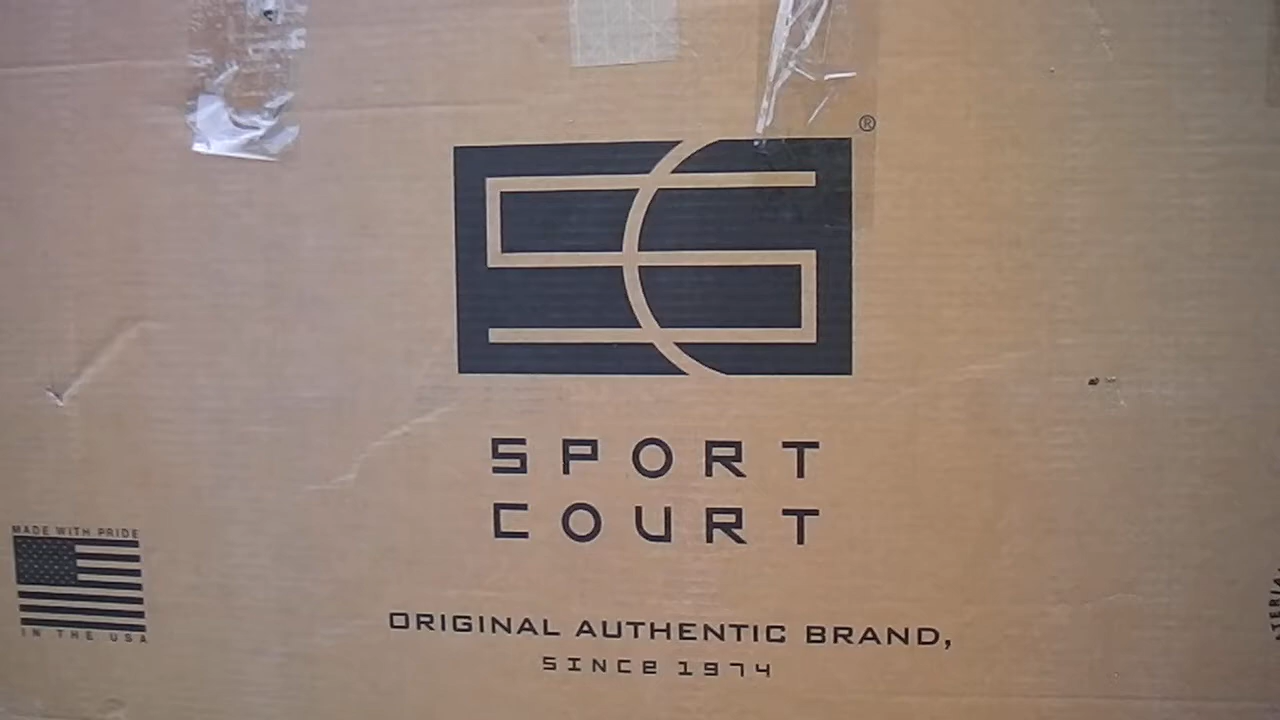 ®
SPORT
COURT
MADE WITH PRIDE
IN THE USA
ORIGINAL AUTHENTIC BRAND,
SINCE 1974